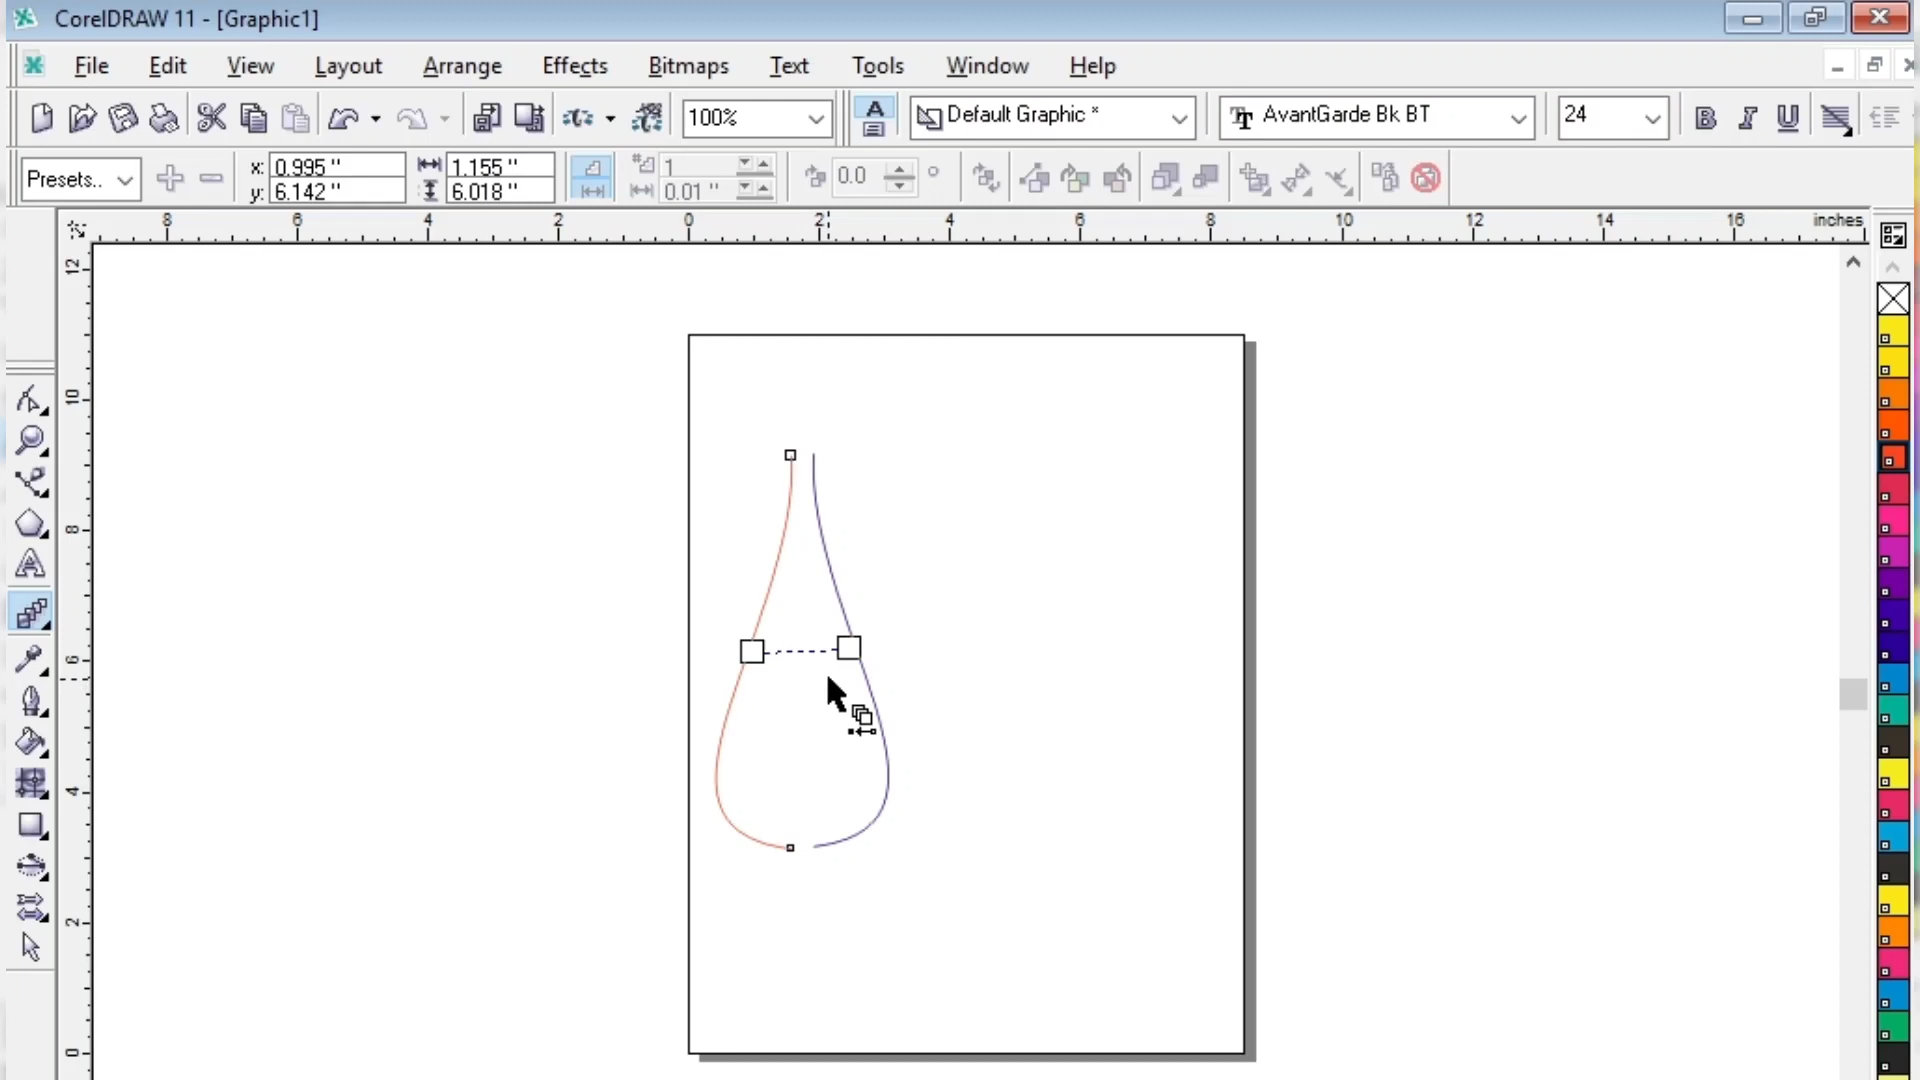 CorelDRAW 11 - [Graphic1]
File Edit View Layout Arrange Effects Bitmaps Text Tools Window Help
100% A Default Graphic * AvantGarde Bk BT 24 B I U
Presets.. x: 0.995 " 1.155 " 1 0.0 °
y: 6.142 " 6.018 " 0.01 "
8 6 4 2 0 2 4 6 8 10 12 14 16 inches
12
10
8
6
4
2
0